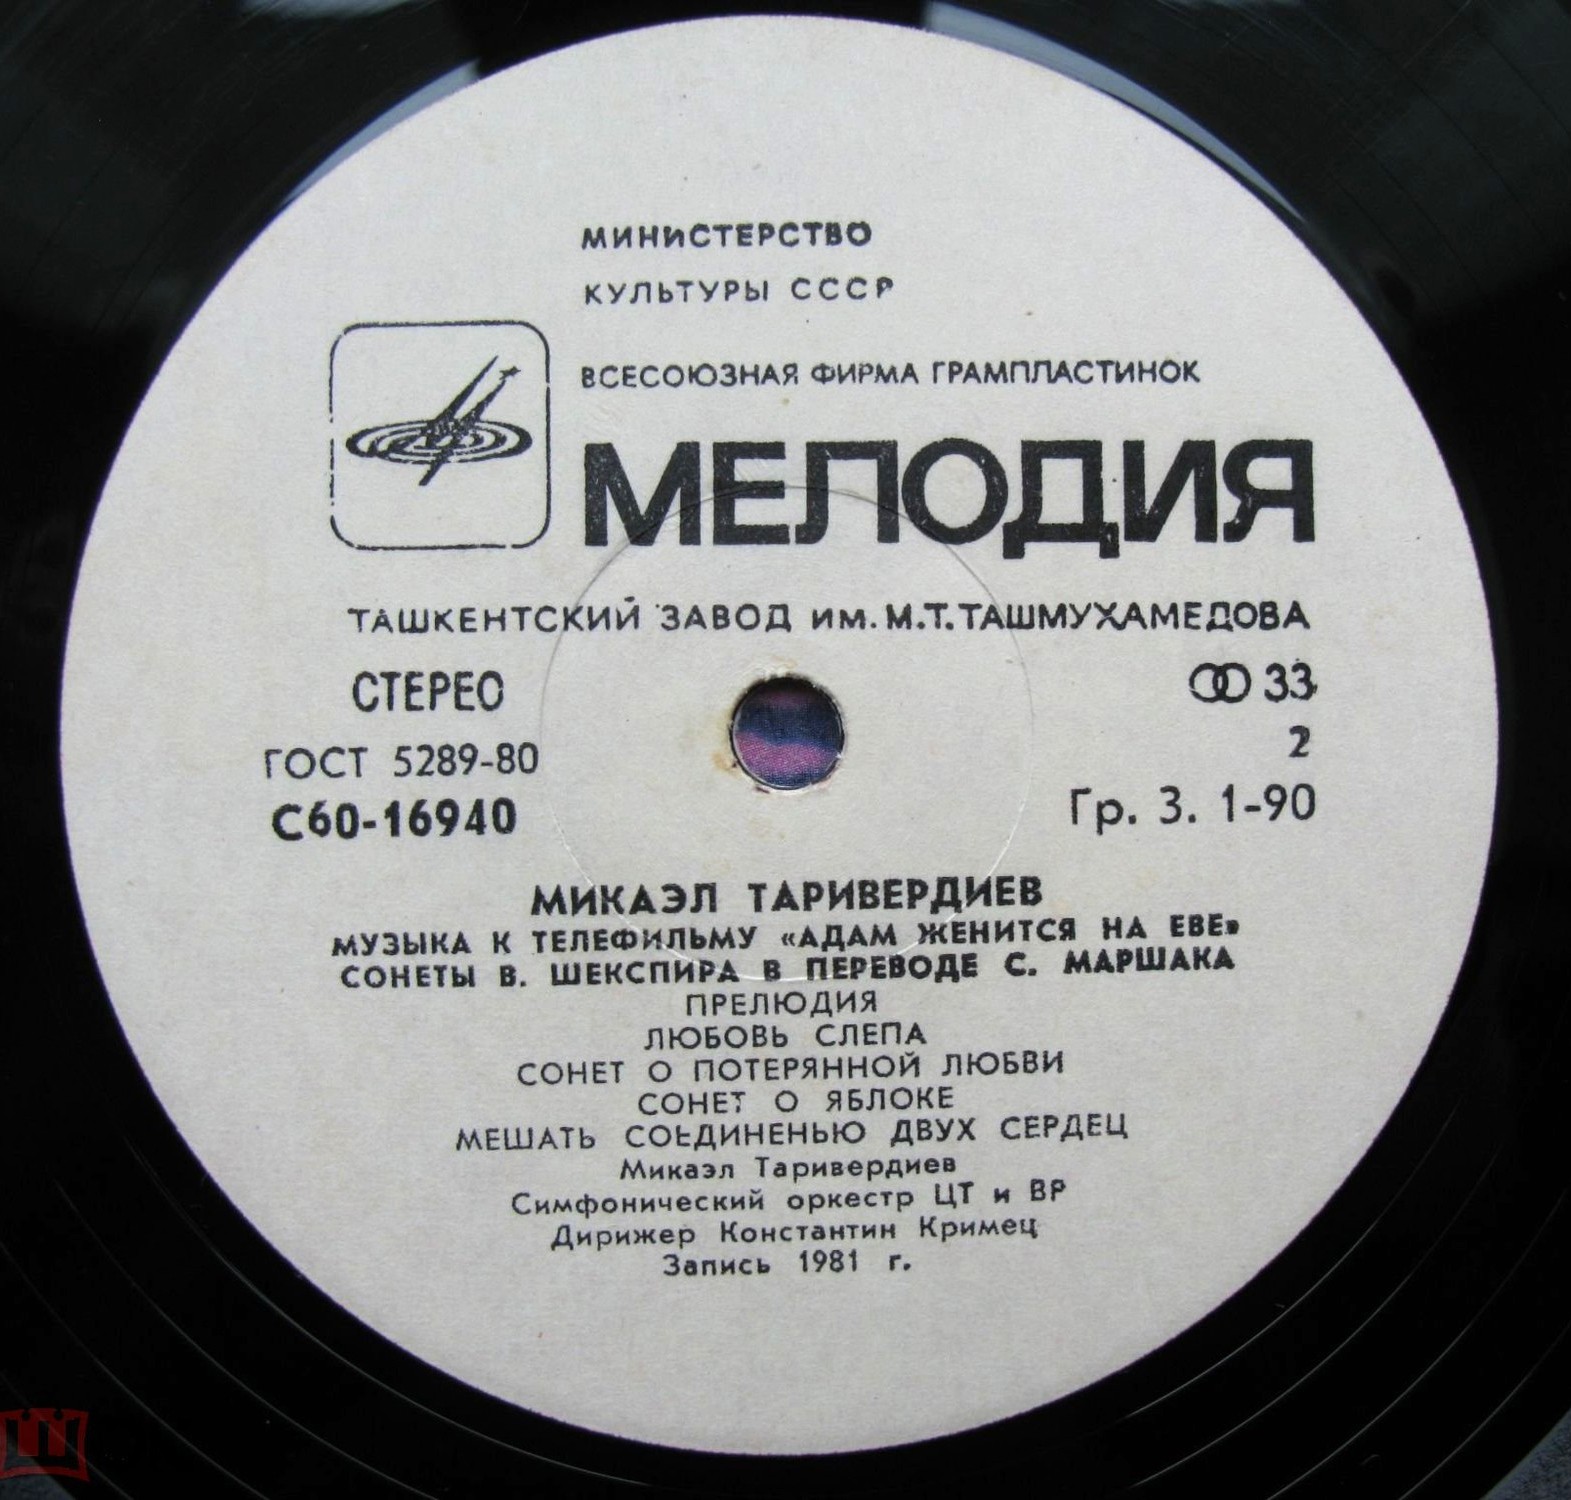 МИНИСТЕРСТВО
КУЛЬТУРЫ СССР
ВСЕСОЮЗНАЯ ФИРМА ГРАМПЛАСТИНОК
МЕЛОДИЯ
ТАШКЕНТСКИЙ ЗАВОД им. М.Т. ТАШМУХАМЕДОВА
СТЕРЕО
33
2
ГОСТ 5289-80
С60-16940
Гр. 3. 1-90
МИКАЭЛ ТАРИВЕРДИЕВ
МУЗЫКА К ТЕЛЕФИЛЬМУ «АДАМ ЖЕНИТСЯ НА ЕВЕ»
СОНЕТЫ В. ШЕКСПИРА В ПЕРЕВОДЕ С. МАРШАКА
ПРЕЛЮДИЯ
ЛЮБОВЬ СЛЕПА
СОНЕТ О ПОТЕРЯННОЙ ЛЮБВИ
СОНЕТ О ЯБЛОКЕ
МЕШАТЬ СОЕДИНЕНЬЮ ДВУХ СЕРДЕЦ
Микаэл Таривердиев
Симфонический оркестр ЦТ и ВР
Дирижер Константин Кримец
Запись 1981 г.